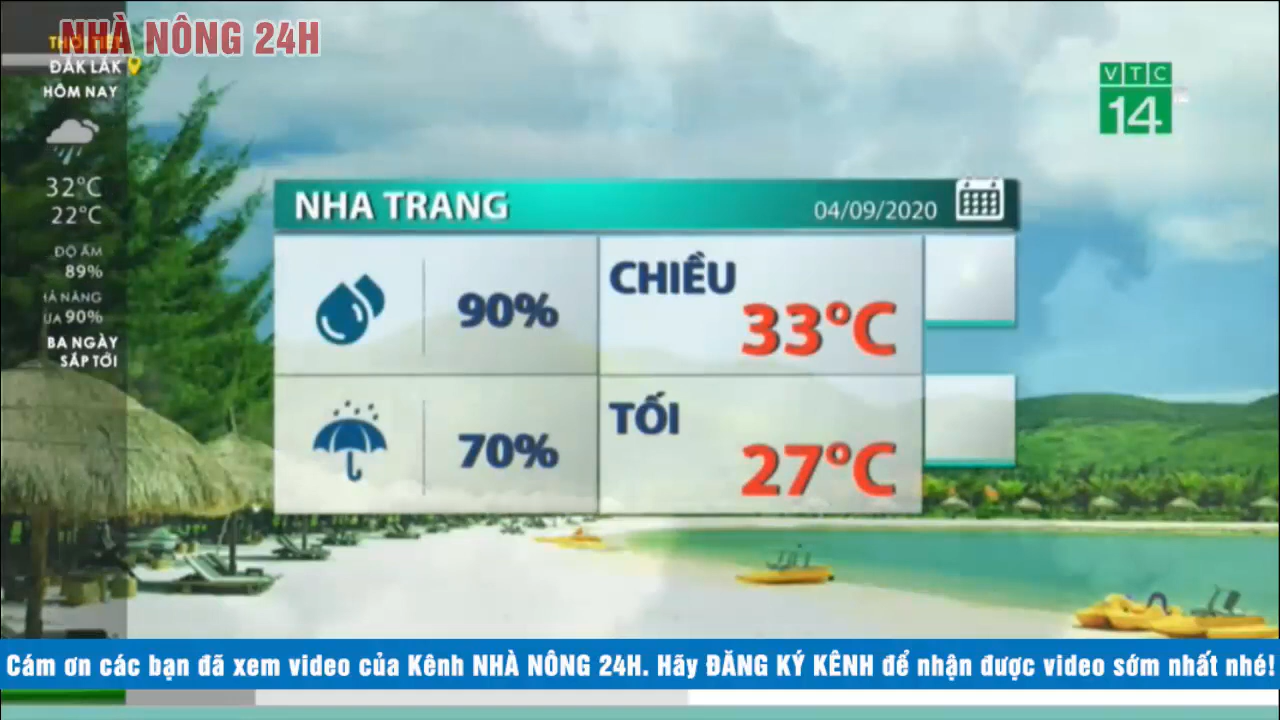 NHÀ NÔNG 24H
ĐẮK LẮK
HÔM NAY
32°C
22°C
ĐỘ ẨM
89%
NĂNG
90%
BA NGÀY
SẮP TỚI
VTC
14
NHA TRANG
04/09/2020
90%
CHIỀU
33°C
70%
TỐI
27°C
Cám ơn các bạn đã xem video của Kênh NHÀ NÔNG 24H. Hãy ĐĂNG KÝ KÊNH để nhận được video sớm nhất nhé!